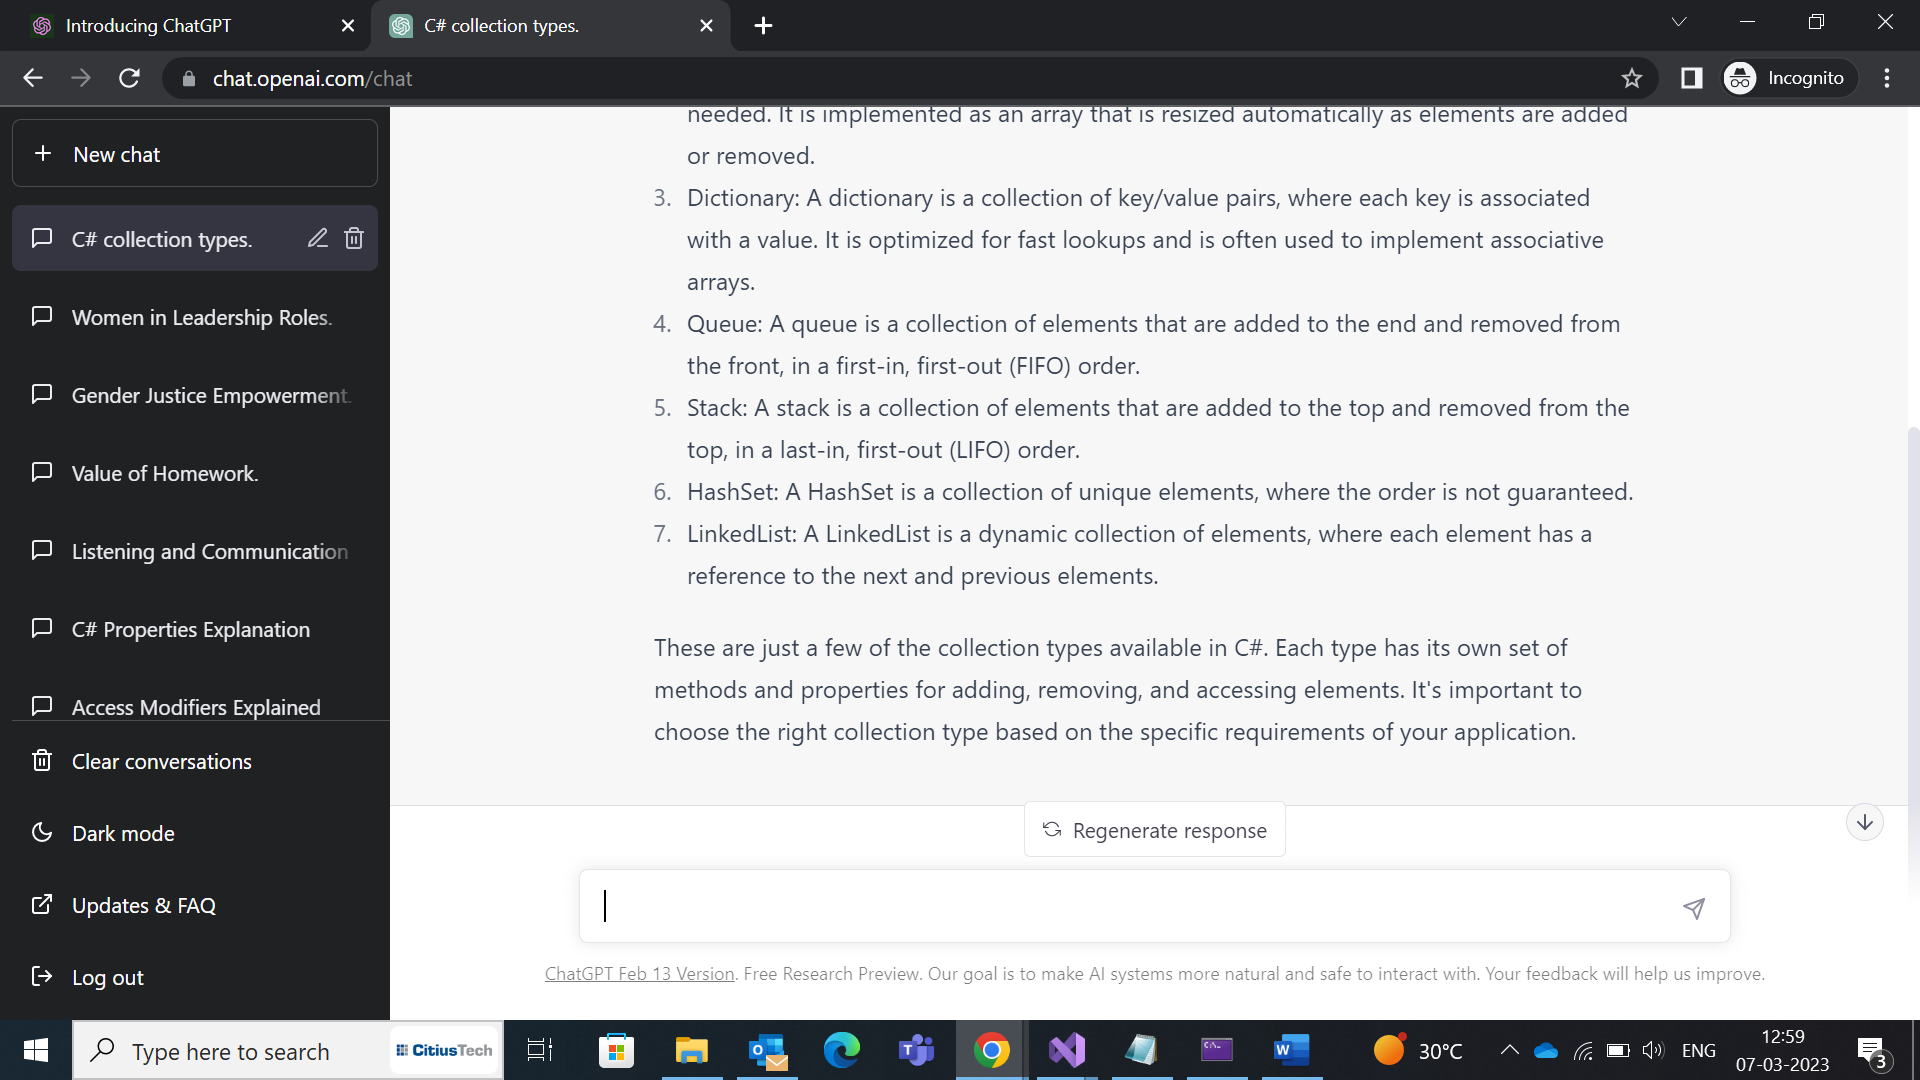 Introducing ChatGPT
C# collection types.
chat.openai.com/chat
Incognito
New chat
C# collection types.
Women in Leadership Roles.
Gender Justice Empowerment.
Value of Homework.
Listening and Communication
C# Properties Explanation
Access Modifiers Explained
Clear conversations
Dark mode
Updates & FAQ
Log out
needed. It is implemented as an array that is resized automatically as elements are added
or removed.
3. Dictionary: A dictionary is a collection of key/value pairs, where each key is associated
with a value. It is optimized for fast lookups and is often used to implement associative
arrays.
4. Queue: A queue is a collection of elements that are added to the end and removed from
the front, in a first-in, first-out (FIFO) order.
5. Stack: A stack is a collection of elements that are added to the top and removed from the
top, in a last-in, first-out (LIFO) order.
6. HashSet: A HashSet is a collection of unique elements, where the order is not guaranteed.
7. LinkedList: A LinkedList is a dynamic collection of elements, where each element has a
reference to the next and previous elements.
These are just a few of the collection types available in C#. Each type has its own set of
methods and properties for adding, removing, and accessing elements. It's important to
choose the right collection type based on the specific requirements of your application.
Regenerate response
ChatGPT Feb 13 Version. Free Research Preview. Our goal is to make AI systems more natural and safe to interact with. Your feedback will help us improve.
Type here to search
CitiusTech
30°C
ENG
12:59
07-03-2023
3